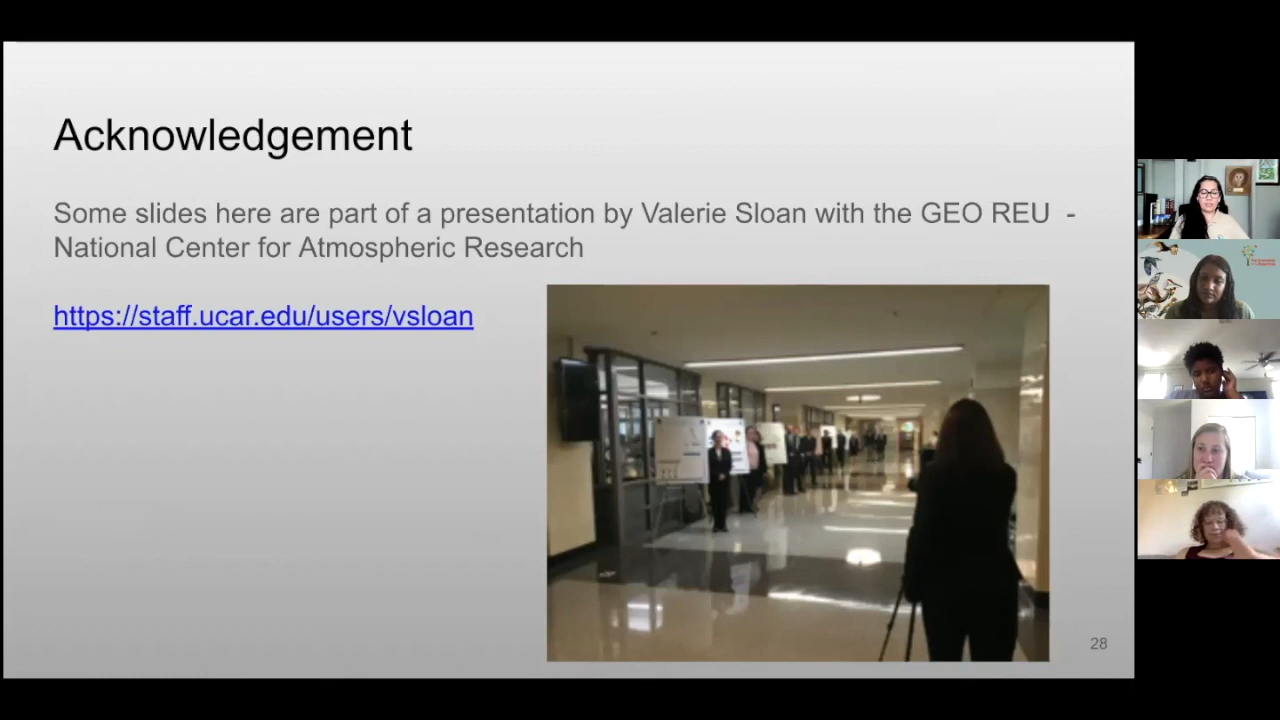 Acknowledgement
Some slides here are part of a presentation by Valerie Sloan with the GEO REU -
National Center for Atmospheric Research
https://staff.ucar.edu/users/vsloan
28